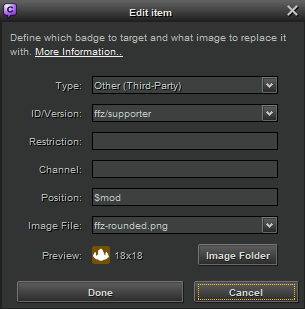 Edit item
Define which badge to target and what image to replace it
with. More Information..
Type: Other (Third-Party)
ID/Version: ffz/supporter
Restriction:
Channel:
Position: $mod
Image File: ffz-rounded.png
Preview: 18x18 Image Folder
Done Cancel